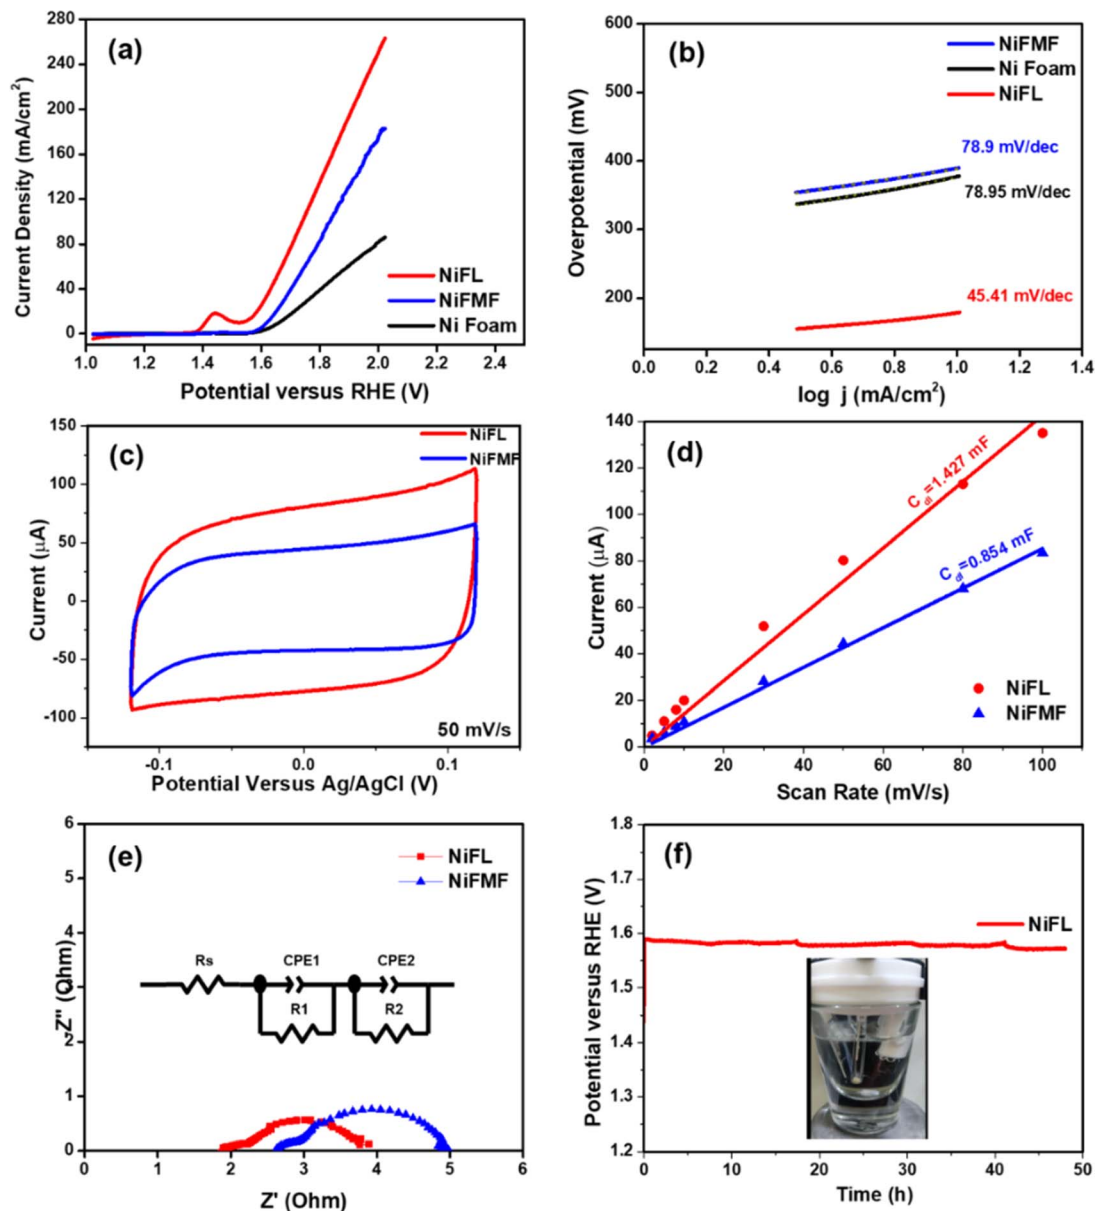 (a)
280
240
200
160
120
80
40
0
1.0 1.2 1.4 1.6 1.8 2.0 2.2 2.4
Current Density (mA/cm²)
Potential versus RHE (V)
NiFL
NiFMF
Ni Foam
(b)
600
500
400
300
200
0.0 0.2 0.4 0.6 0.8 1.0 1.2 1.4
Overpotential (mV)
log j (mA/cm²)
NiFMF
Ni Foam
NiFL
78.9 mV/dec
78.95 mV/dec
45.41 mV/dec
(c)
150
100
50
0
-50
-100
-0.1 0.0 0.1
Current (μA)
Potential Versus Ag/AgCl (V)
NiFL
NiFMF
50 mV/s
(d)
140
120
100
80
60
40
20
0
0 20 40 60 80 100
Current (μA)
Scan Rate (mV/s)
C dl=1.427 mF
C dl=0.854 mF
NiFL
NiFMF
(e)
6
5
4
3
2
1
0
0 1 2 3 4 5 6
-Z" (Ohm)
Z' (Ohm)
NiFL
NiFMF
Rs CPE1 CPE2
R1 R2
(f)
1.8
1.7
1.6
1.5
1.4
1.3
1.2
0 10 20 30 40 50
Potential versus RHE (V)
Time (h)
NiFL